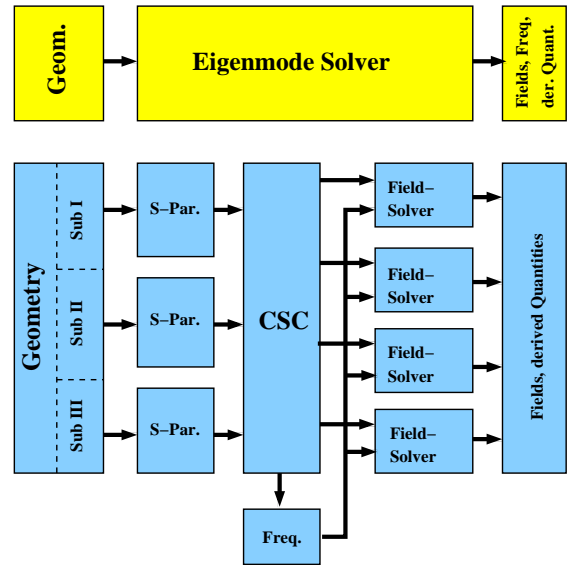 Geom.
Eigenmode Solver
Fields, Freq,
der. Quant.
Geometry
Sub I
Sub II
Sub III
S-Par.
S-Par.
S-Par.
CSC
Freq.
Field-
Solver
Field-
Solver
Field-
Solver
Field-
Solver
Fields, derived Quantities